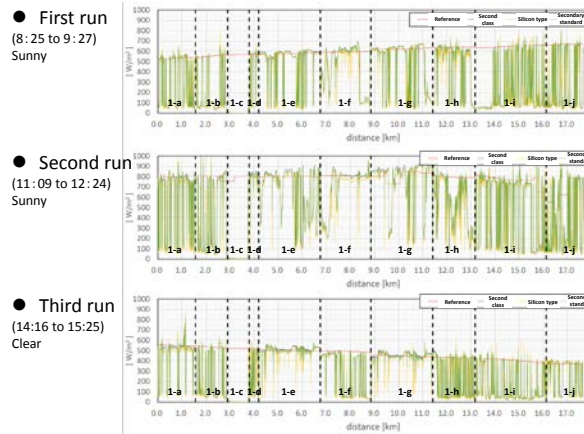 ● First run
(8:25 to 9:27)
Sunny
[ W/m²]
1000
900
800
700
600
500
400
300
200
100
0
Reference
Second class
Silicon type
Secondary standard
1-a 1-b 1-c 1-d 1-e 1-f 1-g 1-h 1-i 1-j
0.0 1.0 2.0 3.0 4.0 5.0 6.0 7.0 8.0 9.0 10.0 11.0 12.0 13.0 14.0 15.0 16.0 17.0
distance [km]
● Second run
(11:09 to 12:24)
Sunny
[ W/m²]
1000
900
800
700
600
500
400
300
200
100
0
Reference
Second class
Silicon type
Secondary stand
1-a 1-b 1-c 1-d 1-e 1-f 1-g 1-h 1-i 1-j
0.0 1.0 2.0 3.0 4.0 5.0 6.0 7.0 8.0 9.0 10.0 11.0 12.0 13.0 14.0 15.0 16.0 17.0
distance [km]
● Third run
(14:16 to 15:25)
Clear
[ W/m²]
1000
900
800
700
600
500
400
300
200
100
0
Reference
Second class
Silicon type
Second stand
1-a 1-b 1-c 1-d 1-e 1-f 1-g 1-h 1-i 1-j
0.0 1.0 2.0 3.0 4.0 5.0 6.0 7.0 8.0 9.0 10.0 11.0 12.0 13.0 14.0 15.0 16.0 17.0
distance [km]